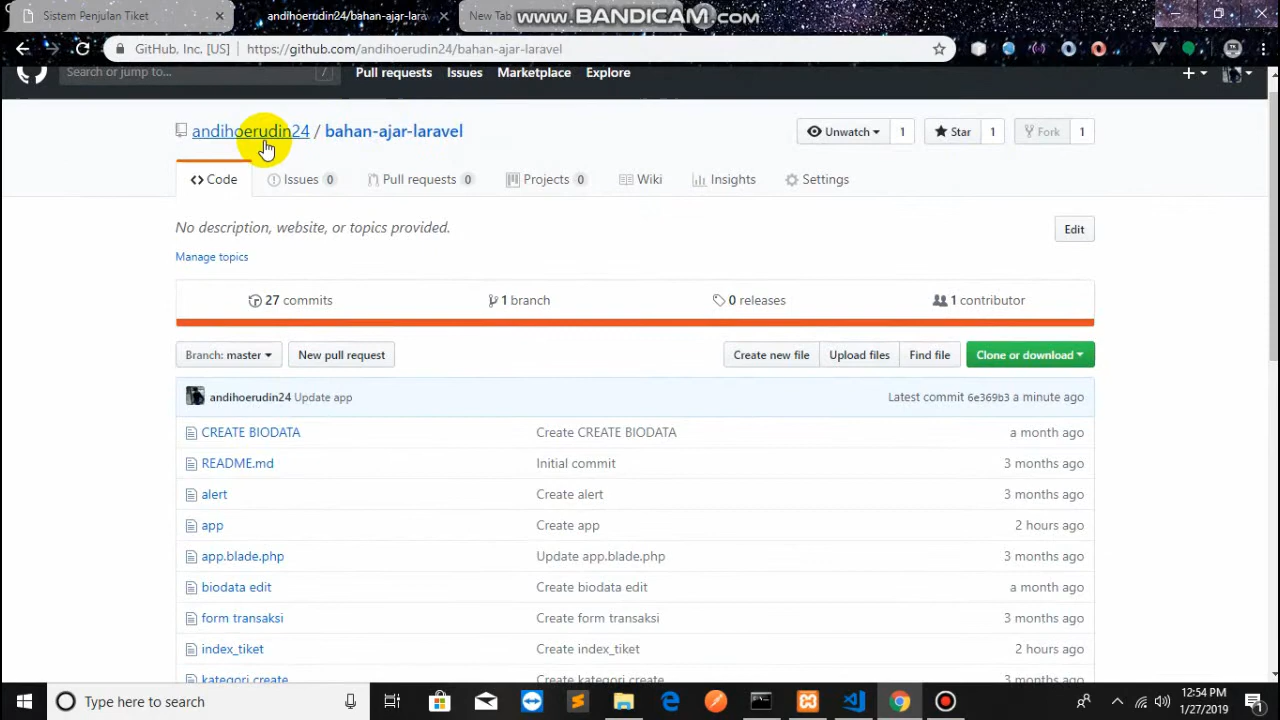 Sistem Penjulan Tiket
andihoerudin24/bahan-ajar-lara
New Tab
www.BANDICAM.com
GitHub, Inc. [US]
https://github.com/andihoerudin24/bahan-ajar-laravel
Search or jump to...
/
Pull requests
Issues
Marketplace
Explore
andihoerudin24 / bahan-ajar-laravel
Unwatch 1
Star 1
Fork 1
Code
Issues 0
Pull requests 0
Projects 0
Wiki
Insights
Settings
No description, website, or topics provided.
Edit
Manage topics
27 commits
1 branch
0 releases
1 contributor
Branch: master
New pull request
Create new file
Upload files
Find file
Clone or download
andihoerudin24 Update app
Latest commit 6e369b3 a minute ago
CREATE BIODATA Create CREATE BIODATA a month ago
README.md Initial commit 3 months ago
alert Create alert 3 months ago
app Create app 2 hours ago
app.blade.php Update app.blade.php 3 months ago
biodata edit Create biodata edit a month ago
form transaksi Create form transaksi 3 months ago
index_tiket Create index_tiket 2 hours ago
kategori create Create kategori create 3 months ago
Type here to search
12:54 PM
1/27/2019